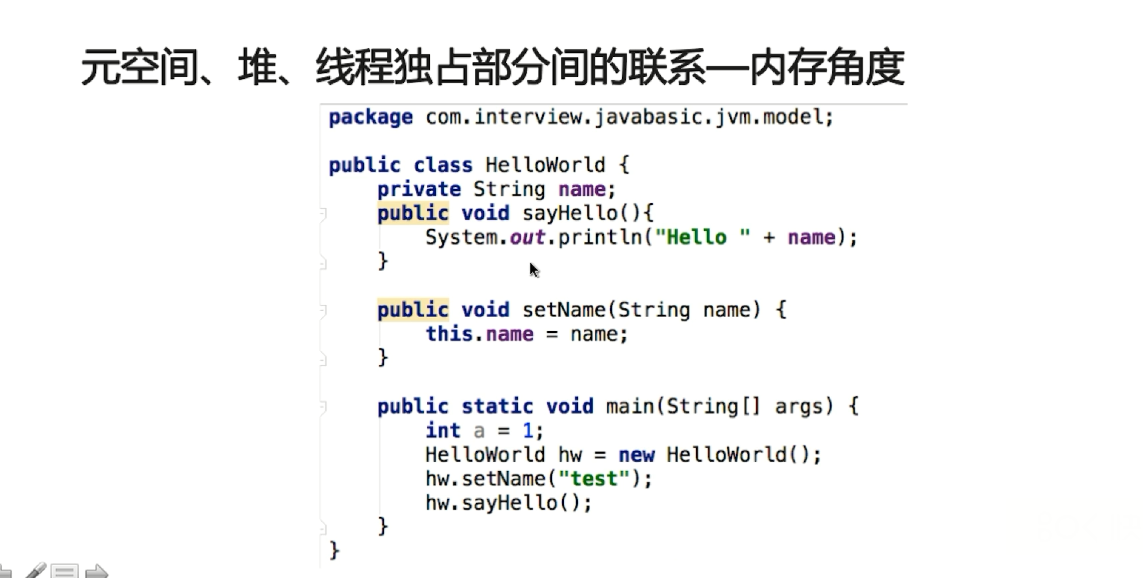 元空间、堆、线程独占部分间的联系—内存角度
package com.interview.javabasic.jvm.model;
public class HelloWorld {
private String name;
public void sayHello(){
System.out.println("Hello " + name);
}
public void setName(String name) {
this.name = name;
}
public static void main(String[] args) {
int a = 1;
HelloWorld hw = new HelloWorld();
hw.setName("test");
hw.sayHello();
}
}